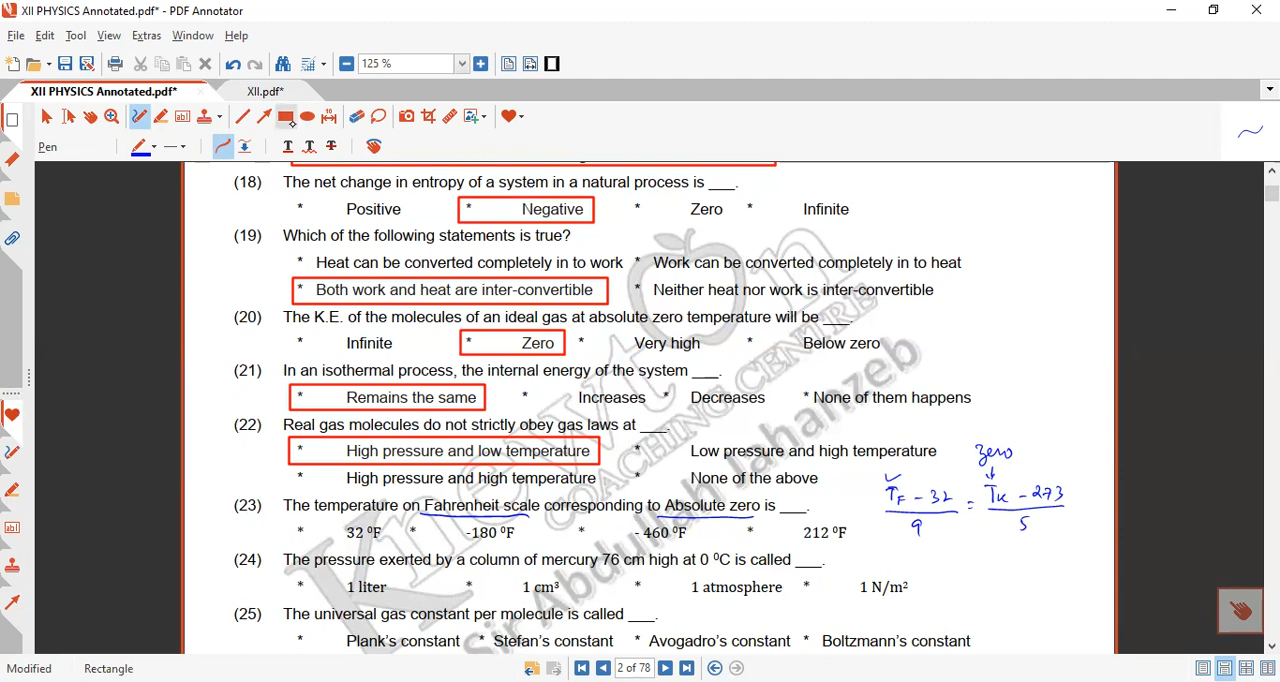 XII PHYSICS Annotated.pdf* - PDF Annotator
File Edit Tool View Extras Window Help
125 %
XII PHYSICS Annotated.pdf* XII.pdf*
Pen
(18) The net change in entropy of a system in a natural process is ___.
* Positive * Negative * Zero * Infinite
(19) Which of the following statements is true?
* Heat can be converted completely in to work * Work can be converted completely in to heat
* Both work and heat are inter-convertible * Neither heat nor work is inter-convertible
(20) The K.E. of the molecules of an ideal gas at absolute zero temperature will be ___.
* Infinite * Zero * Very high * Below zero
(21) In an isothermal process, the internal energy of the system ___.
* Remains the same * Increases * Decreases * None of them happens
(22) Real gas molecules do not strictly obey gas laws at ___.
* High pressure and low temperature * Low pressure and high temperature
* High pressure and high temperature * None of the above
(23) The temperature on Fahrenheit scale corresponding to Absolute zero is ___.
* 32 ⁰F * -180 ⁰F * - 460 ⁰F * 212 ⁰F
zero
TF - 32 = TK - 273
9 5
(24) The pressure exerted by a column of mercury 76 cm high at 0 ⁰C is called ___.
* 1 liter * 1 cm³ * 1 atmosphere * 1 N/m²
(25) The universal gas constant per molecule is called ___.
* Plank's constant * Stefan's constant * Avogadro's constant * Boltzmann's constant
Knewton
COACHING CENTRE
Sir Abdullah Jahanzeb
Modified Rectangle 2 of 78